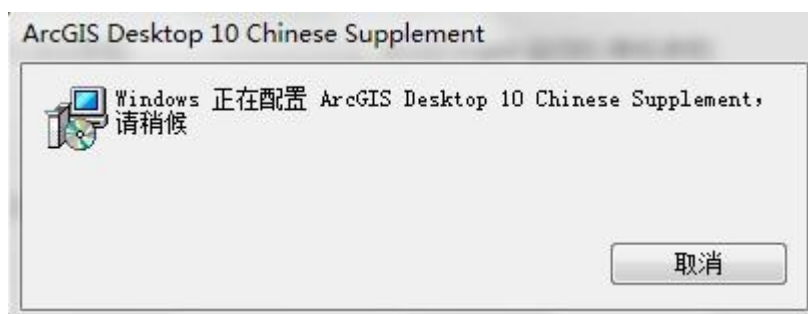 ArcGIS Desktop 10 Chinese Supplement
Windows 正在配置 ArcGIS Desktop 10 Chinese Supplement，
请稍候
取消